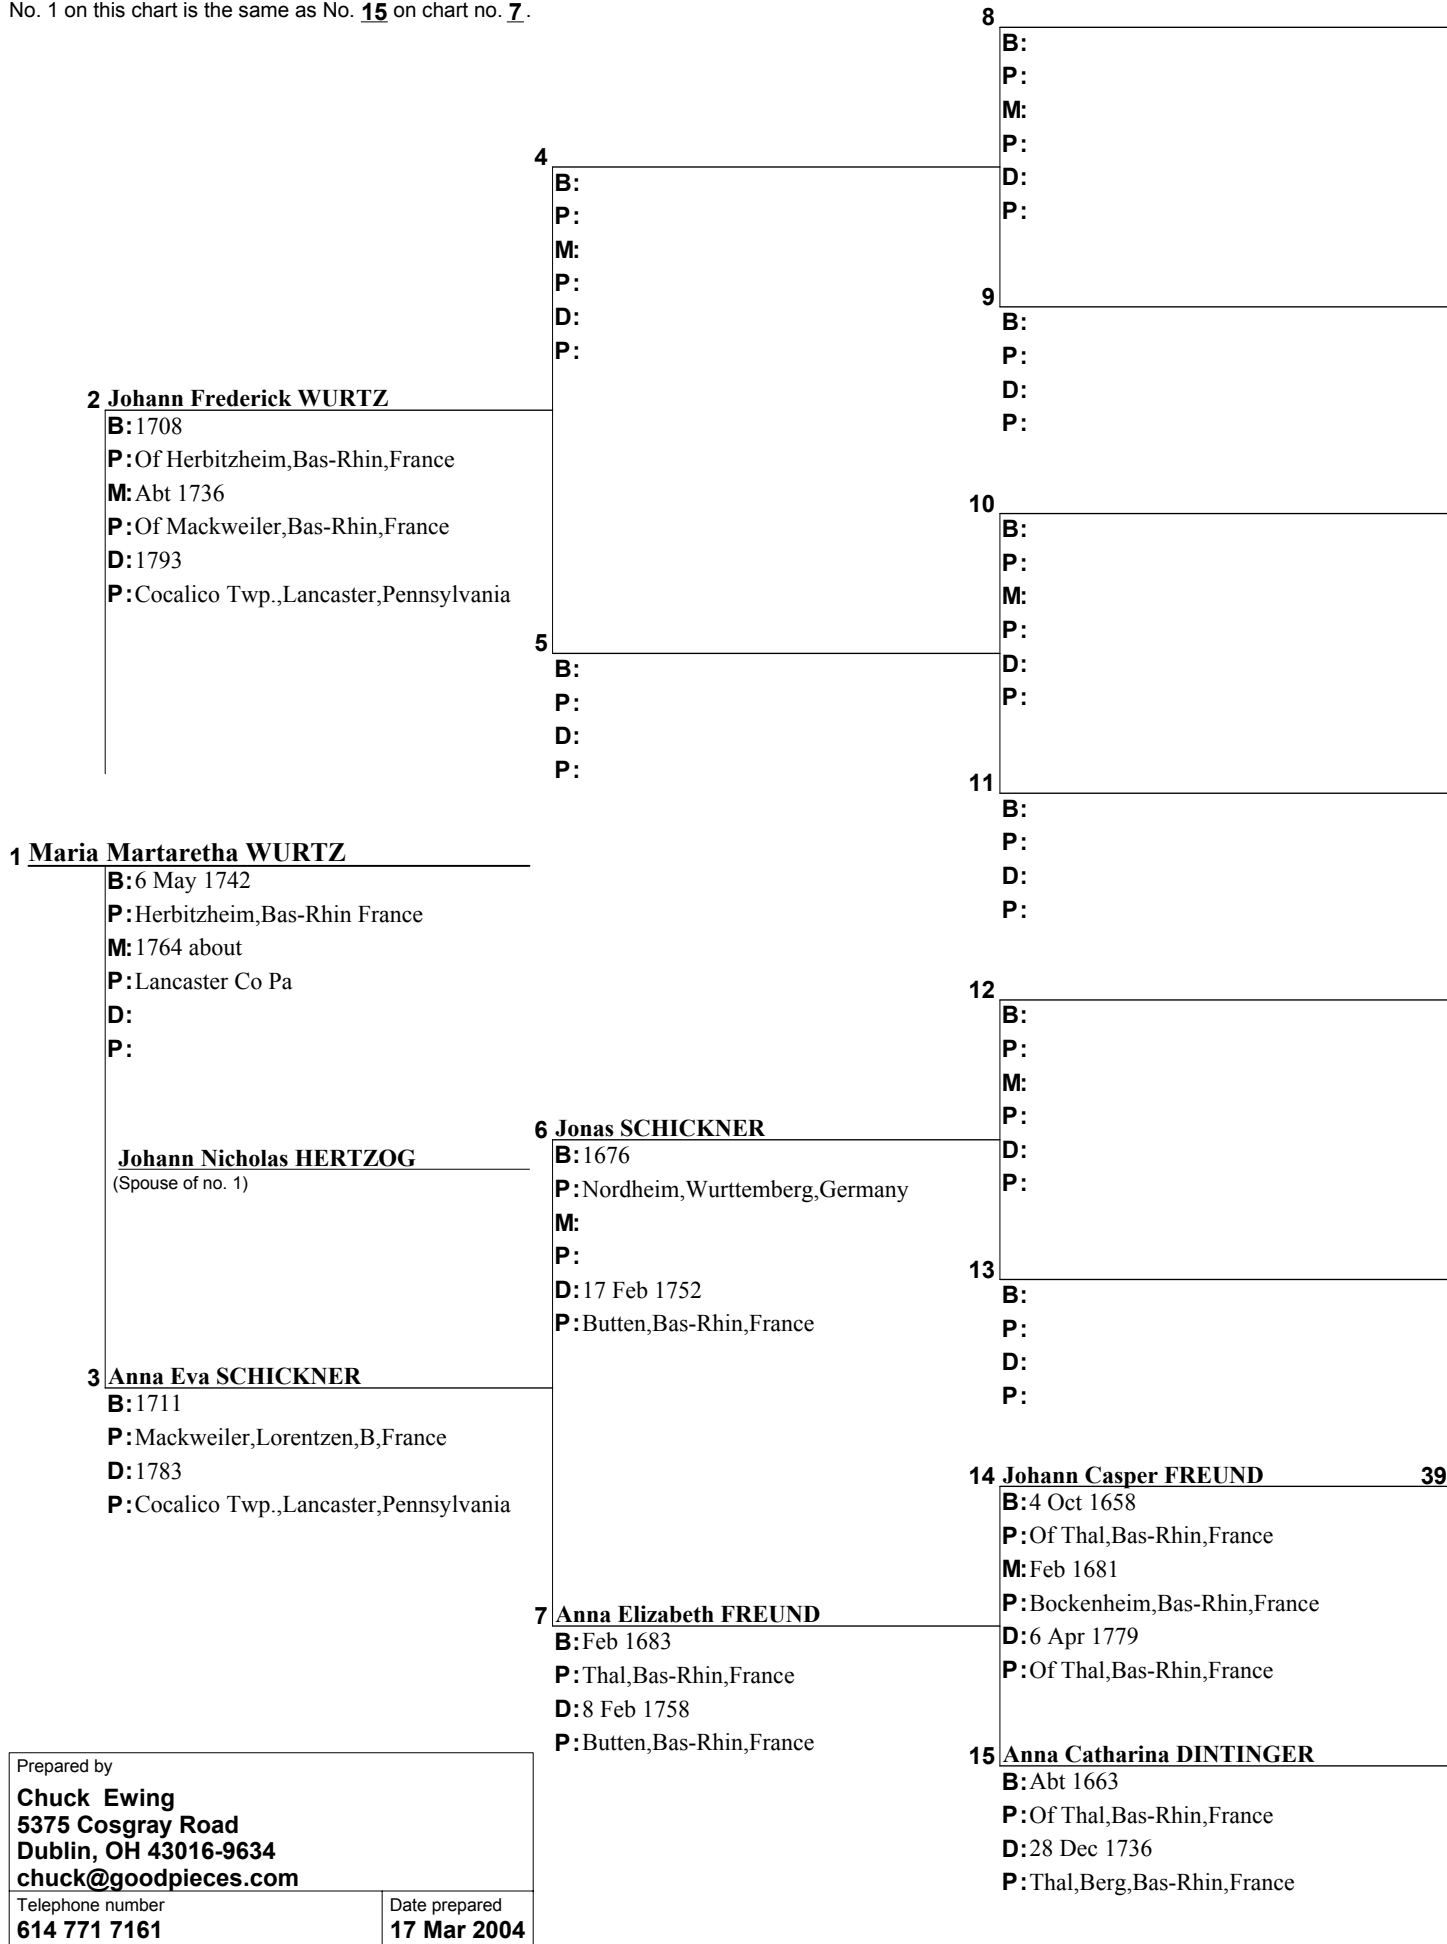 No. 1 on this chart is the same as No. 15 on chart no. 7.
8
B:
P:
M:
P:
D:
P:
4
B:
P:
M:
P:
D:
P:
9
B:
P:
D:
P:
2 Johann Frederick WURTZ
B: 1708
P: Of Herbitzheim,Bas-Rhin,France
M: Abt 1736
P: Of Mackweiler,Bas-Rhin,France
D: 1793
P: Cocalico Twp.,Lancaster,Pennsylvania
10
B:
P:
M:
P:
D:
P:
5
B:
P:
D:
P:
11
B:
P:
D:
P:
1 Maria Martaretha WURTZ
B: 6 May 1742
P: Herbitzheim,Bas-Rhin France
M: 1764 about
P: Lancaster Co Pa
D:
P:
Johann Nicholas HERTZOG
(Spouse of no. 1)
12
B:
P:
M:
P:
D:
P:
6 Jonas SCHICKNER
B: 1676
P: Nordheim,Wurttemberg,Germany
M:
P:
D: 17 Feb 1752
P: Butten,Bas-Rhin,France
13
B:
P:
D:
P:
3 Anna Eva SCHICKNER
B: 1711
P: Mackweiler,Lorentzen,B,France
D: 1783
P: Cocalico Twp.,Lancaster,Pennsylvania
14 Johann Casper FREUND 39
B: 4 Oct 1658
P: Of Thal,Bas-Rhin,France
M: Feb 1681
P: Bockenheim,Bas-Rhin,France
D: 6 Apr 1779
P: Of Thal,Bas-Rhin,France
7 Anna Elizabeth FREUND
B: Feb 1683
P: Thal,Bas-Rhin,France
D: 8 Feb 1758
P: Butten,Bas-Rhin,France
15 Anna Catharina DINTINGER
B: Abt 1663
P: Of Thal,Bas-Rhin,France
D: 28 Dec 1736
P: Thal,Berg,Bas-Rhin,France
Prepared by
Chuck Ewing
5375 Cosgray Road
Dublin, OH 43016-9634
chuck@goodpieces.com
Telephone number
614 771 7161
Date prepared
17 Mar 2004